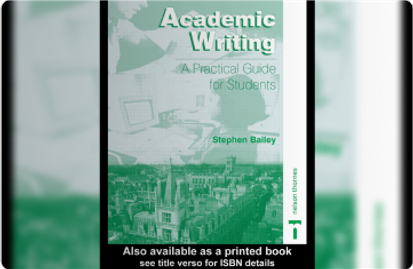 Academic
Writing
A Practical Guide
for Students
Stephen Bailey
nelson thornes
Also available as a printed book
see title verso for ISBN details